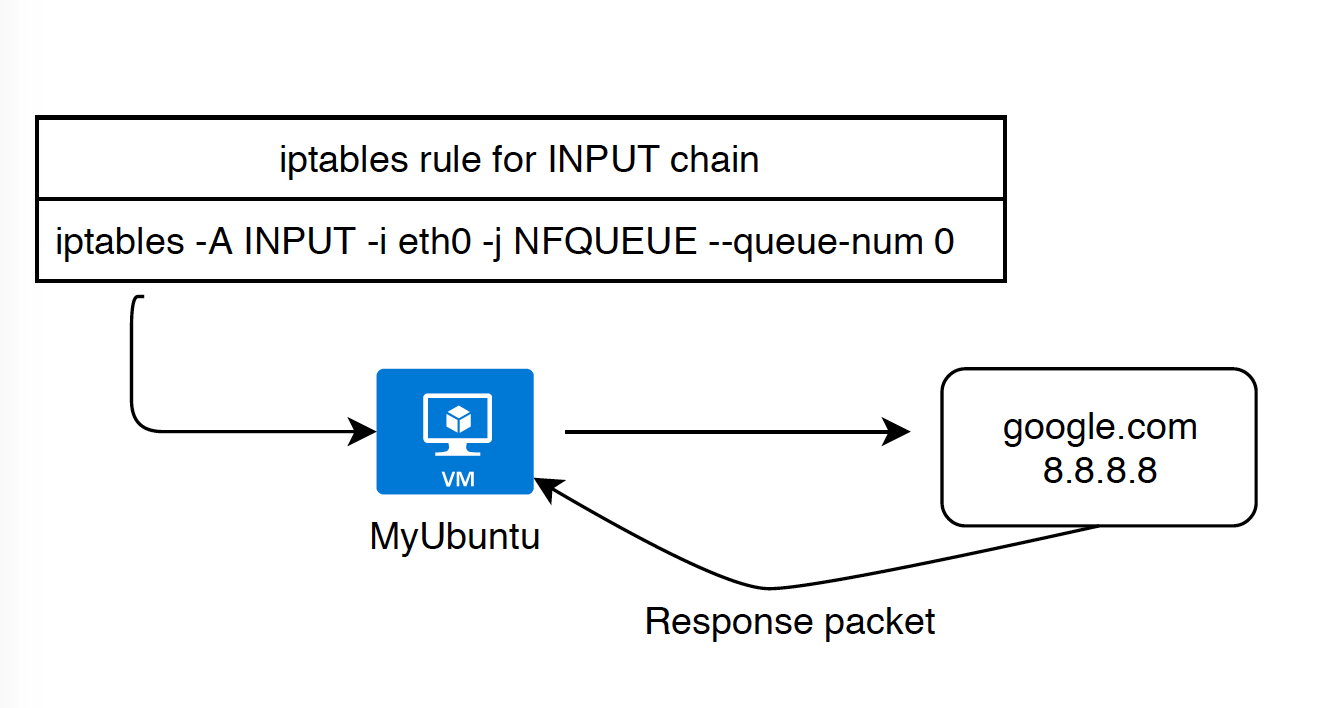 iptables rule for INPUT chain
iptables -A INPUT -i eth0 -j NFQUEUE --queue-num 0
VM
MyUbuntu
google.com
8.8.8.8
Response packet